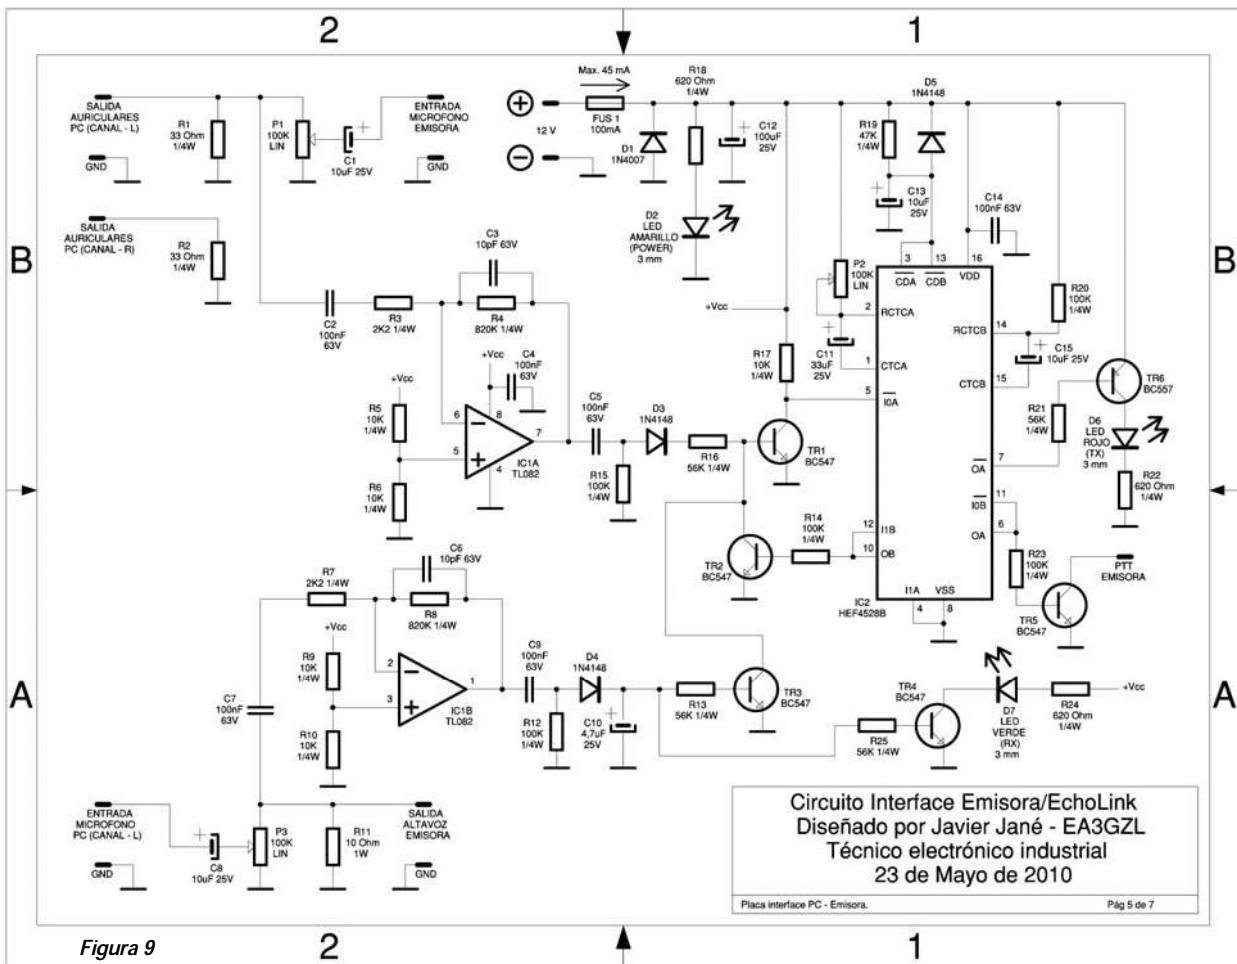 2
1
SALIDA
AURICULARES
PC (CANAL - L)
R1
33 Ohm
1/4W
P1
100K
LIN
C1
10uF 25V
ENTRADA
MICROFONO
EMISORA
GND
GND
SALIDA
AURICULARES
PC (CANAL - R)
R2
33 Ohm
1/4W
Max. 45 mA
FUS 1
100mA
12 V
D1
1N4007
R18
620 Ohm
1/4W
C12
100uF
25V
D2
LED
AMARILLO
(POWER)
3 mm
R19
47K
1/4W
D5
1N4148
C13
10uF
25V
C14
100nF 63V
B
B
C3
10pF 63V
C2
100nF
63V
R3
2K2 1/4W
R4
820K 1/4W
+Vcc
C4
100nF
63V
+Vcc
R5
10K
1/4W
R6
10K
1/4W
6
5
8
4
7
IC1A
TL082
C5
100nF
63V
R15
100K
1/4W
D3
1N4148
R16
56K 1/4W
+Vcc
R17
10K
1/4W
TR1
BC547
P2
100K
LIN
C11
33uF
25V
3
13
16
CDA
CDB
VDD
2
RCTCA
1
CTCA
5
I0A
RCTCB
14
CTCB
15
OA
7
I0B
11
OA
6
12
I1B
10
OB
I1A
VSS
4
8
IC2
HEF4528B
R20
100K
1/4W
C15
10uF 25V
R21
56K
1/4W
TR6
BC557
D6
LED
ROJO
(TX)
3 mm
R22
620 Ohm
1/4W
R14
100K
1/4W
TR2
BC547
R23
100K
1/4W
TR5
BC547
PTT
EMISORA
A
A
C6
10pF 63V
R7
2K2 1/4W
R8
820K 1/4W
+Vcc
R9
10K
1/4W
R10
10K
1/4W
C7
100nF
63V
2
3
1
IC1B
TL082
C9
100nF
63V
D4
1N4148
R12
100K
1/4W
C10
4,7uF
25V
R13
56K 1/4W
TR3
BC547
R25
56K 1/4W
TR4
BC547
D7
LED
VERDE
(RX)
3 mm
R24
620 Ohm
1/4W
+Vcc
ENTRADA
MICROFONO
PC (CANAL - L)
C8
10uF 25V
P3
100K
LIN
R11
10 Ohm
1W
SALIDA
ALTAVOZ
EMISORA
GND
GND
Circuito Interface Emisora/EchoLink
Diseñado por Javier Jané - EA3GZL
Técnico electrónico industrial
23 de Mayo de 2010
Placa interface PC - Emisora.
Pág 5 de 7
Figura 9
2
1